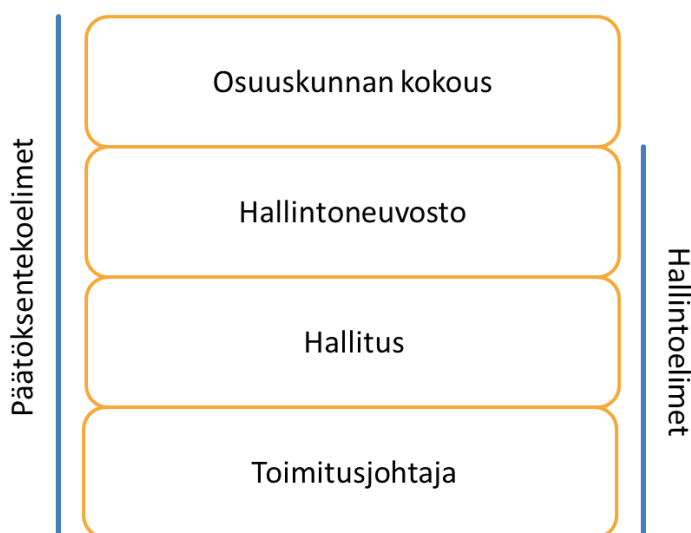 Päätöksentekoelimet
Osuuskunnan kokous
Hallintoneuvosto
Hallitus
Toimitusjohtaja
Hallintoelimet